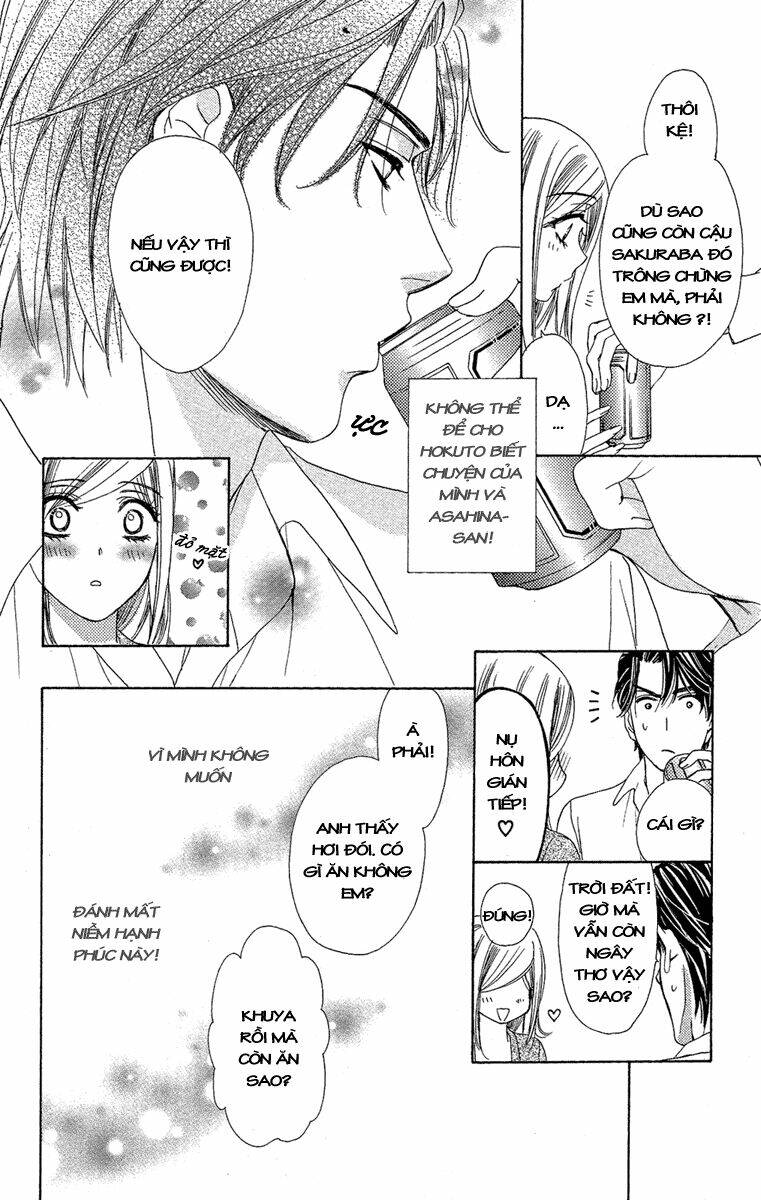 THÔI
KỆ!
DÙ SAO
CŨNG CÒN CẬU
SAKURABA ĐÓ
TRÔNG CHỪNG
EM MÀ, PHẢI
KHÔNG ?!
DẠ
...
NẾU VẬY THÌ
CŨNG ĐƯỢC!
ỰC
KHÔNG THỂ
ĐỂ CHO
HOKUTO BIẾT
CHUYỆN CỦA
MÌNH VÀ
ASAHINA-
SAN!
đỏ mặt
♡
NỤ
HÔN
GIÁN
TIẾP!
♡
CÁI GÌ?
TRỜI ĐẤT!
GIỜ MÀ
VẪN CÒN
NGÂY
THƠ VẬY
SAO?
ĐÚNG!
♡
À
PHẢI!
ANH THẤY
HƠI ĐÓI. CÓ
GÌ ĂN KHÔNG
EM?
VÌ MÌNH KHÔNG
MUỐN
ĐÁNH MẤT
NIỀM HẠNH
PHÚC NÀY!
KHUYA
RỒI MÀ
CÒN ĂN
SAO?